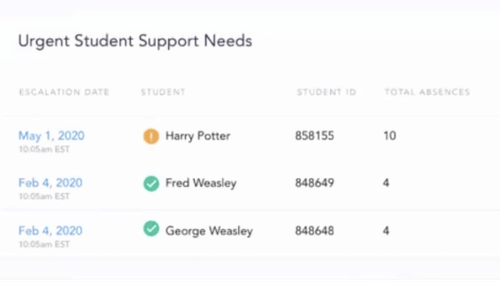 Urgent Student Support Needs
ESCALATION DATE STUDENT STUDENT ID TOTAL ABSENCES
May 1, 2020 Harry Potter 858155 10
10:05am EST
Feb 4, 2020 Fred Weasley 848649 4
10:05am EST
Feb 4, 2020 George Weasley 848648 4
10:05am EST